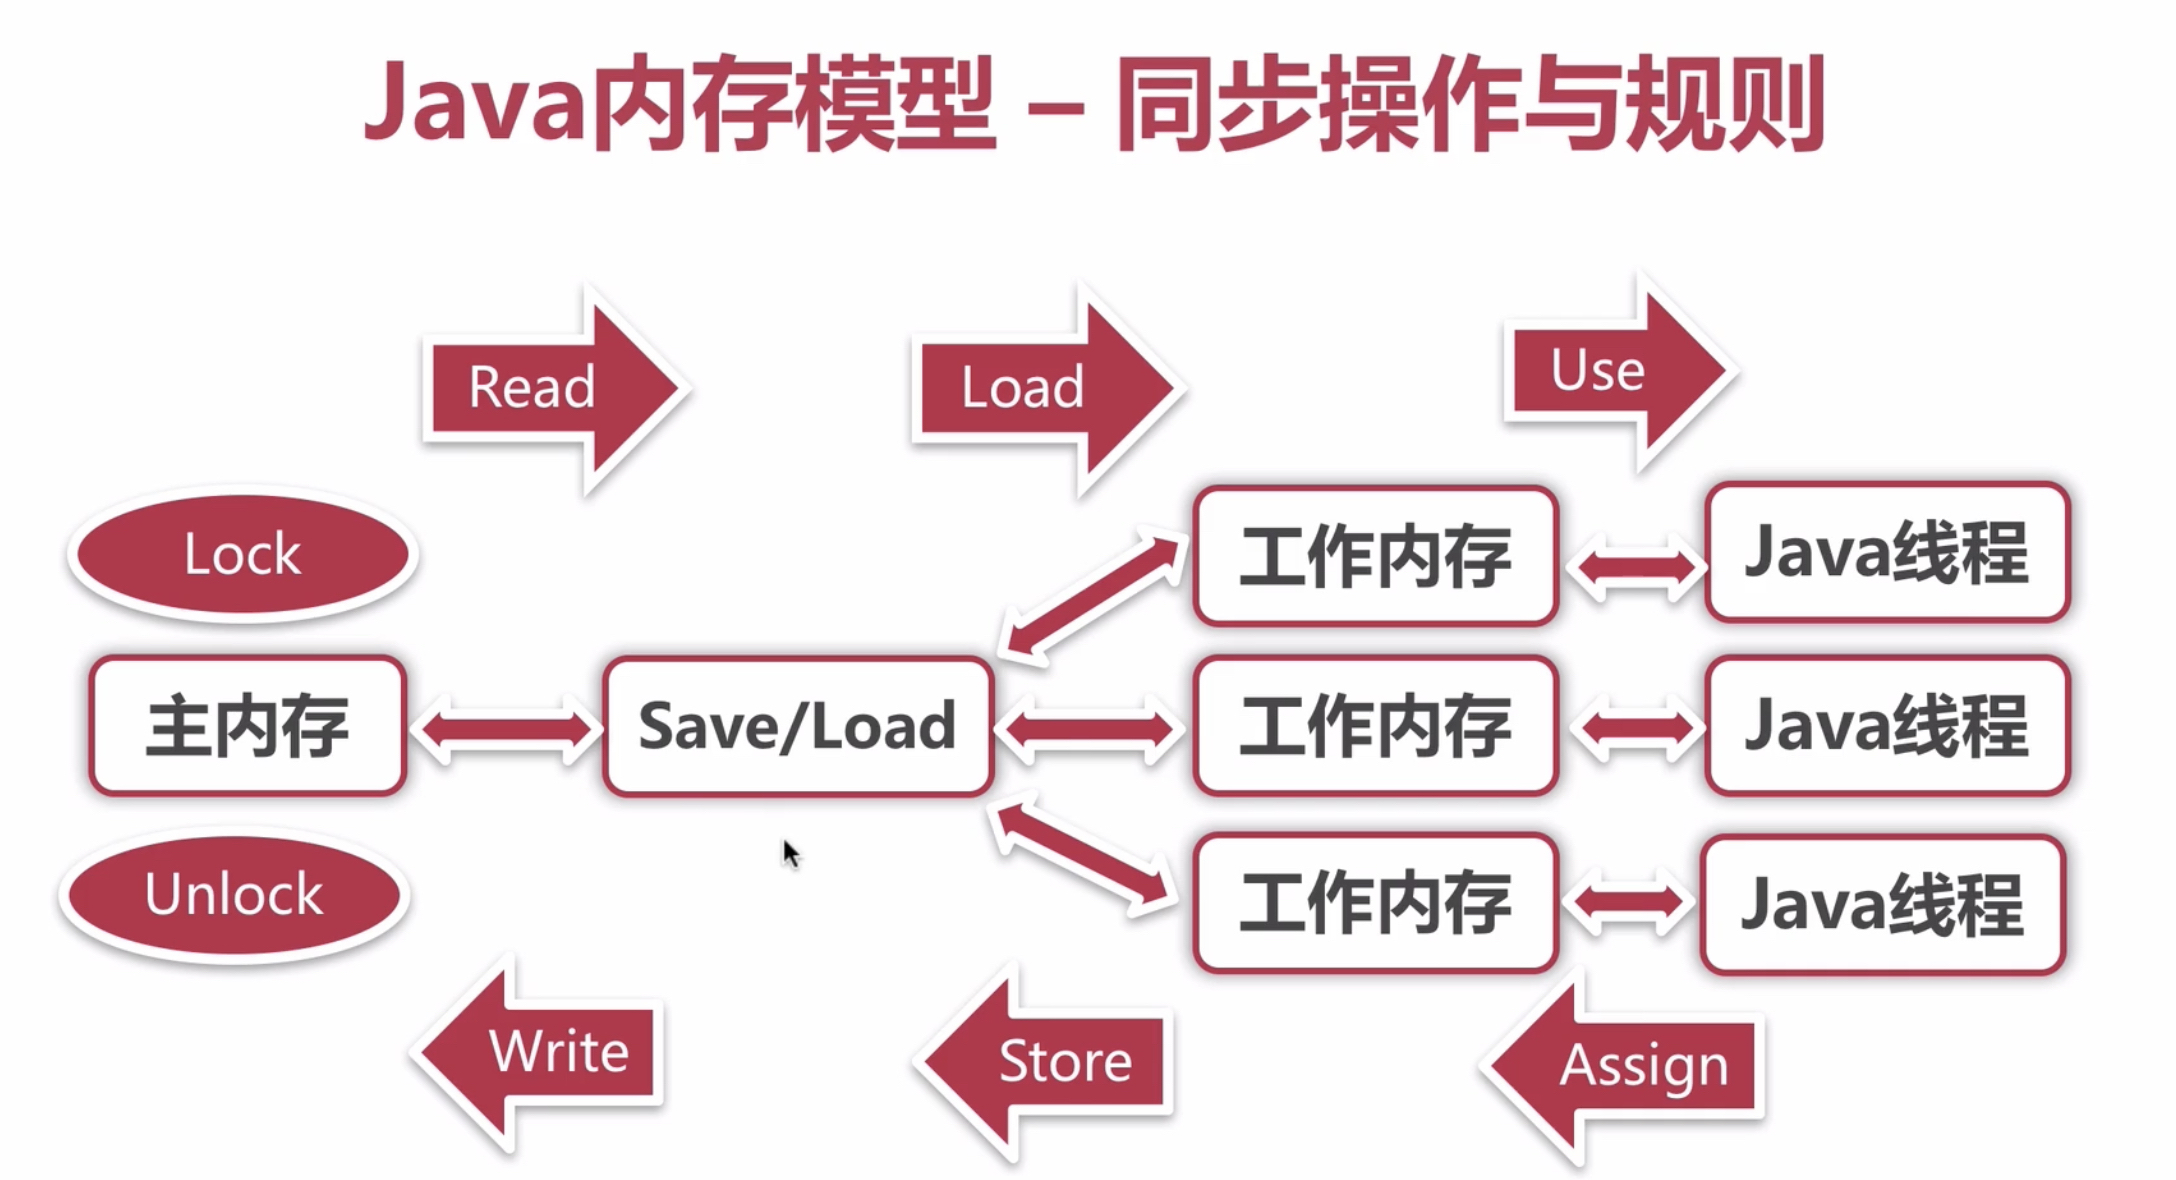 Java内存模型 – 同步操作与规则
Read
Load
Use
Lock
工作内存
Java线程
主内存
Save/Load
工作内存
Java线程
Unlock
工作内存
Java线程
Write
Store
Assign